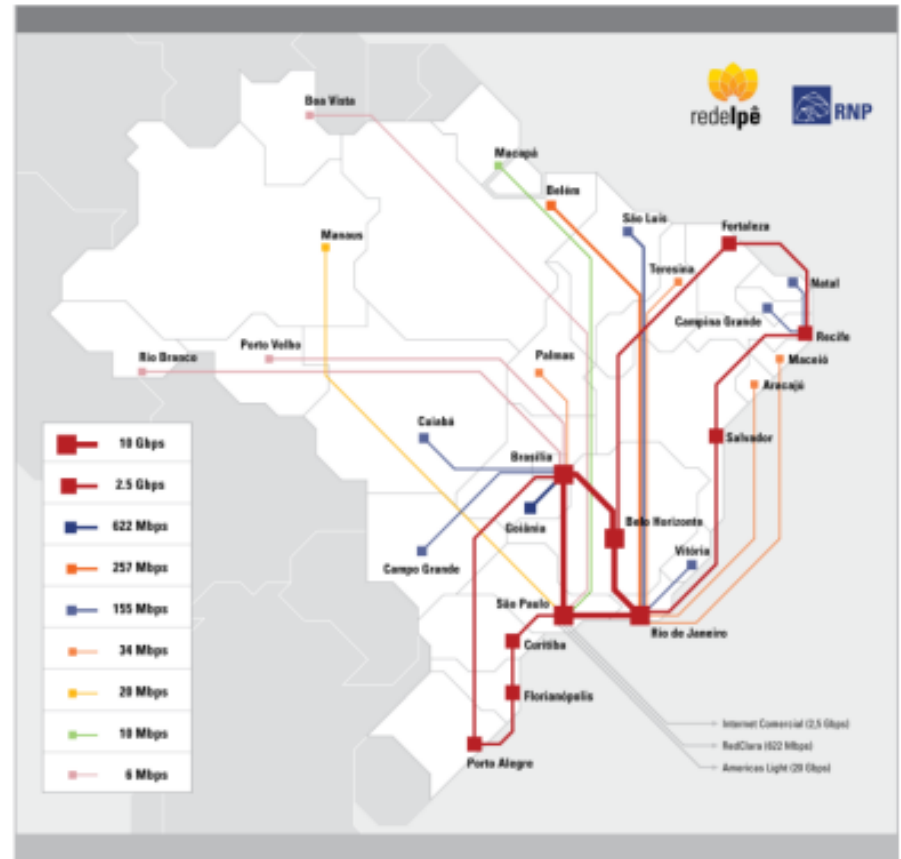 Boa Vista
redeIpê
RNP
Macapá
Belém
São Luís
Fortaleza
Manaus
Teresina
Natal
Campina Grande
Recife
Porto Velho
Rio Branco
Palmas
Maceió
Aracajú
Cuiabá
Salvador
Brasília
Goiânia
Belo Horizonte
Campo Grande
Vitória
São Paulo
Rio de Janeiro
Curitiba
Florianópolis
Porto Alegre
10 Gbps
2.5 Gbps
622 Mbps
257 Mbps
155 Mbps
34 Mbps
20 Mbps
10 Mbps
6 Mbps
Internet Comercial (2,5 Gbps)
RedClara (622 Mbps)
Americas Light (20 Gbps)